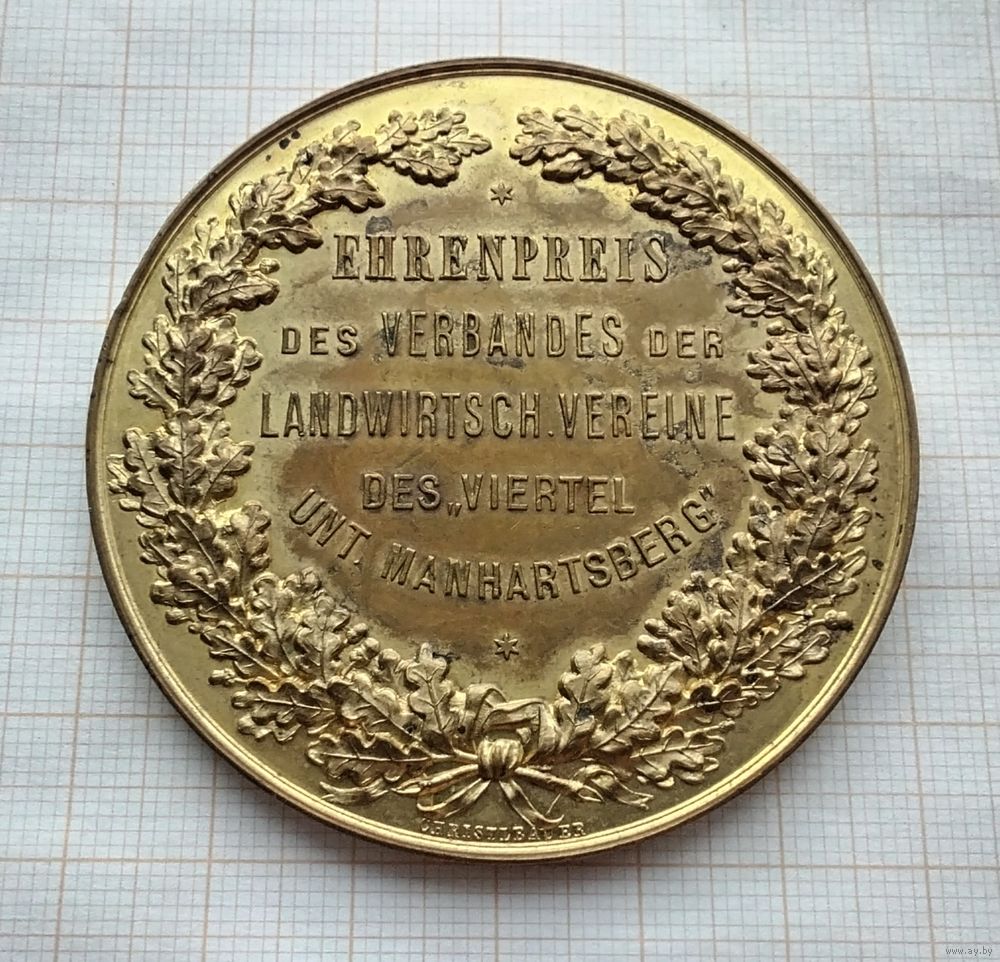 EHRENPREIS
DES VERBANDES DER
LANDWIRTSCH. VEREINE
DES „VIERTEL
UNT. MANHARTSBERG"
CHRISTLBAUER
www.ay.by